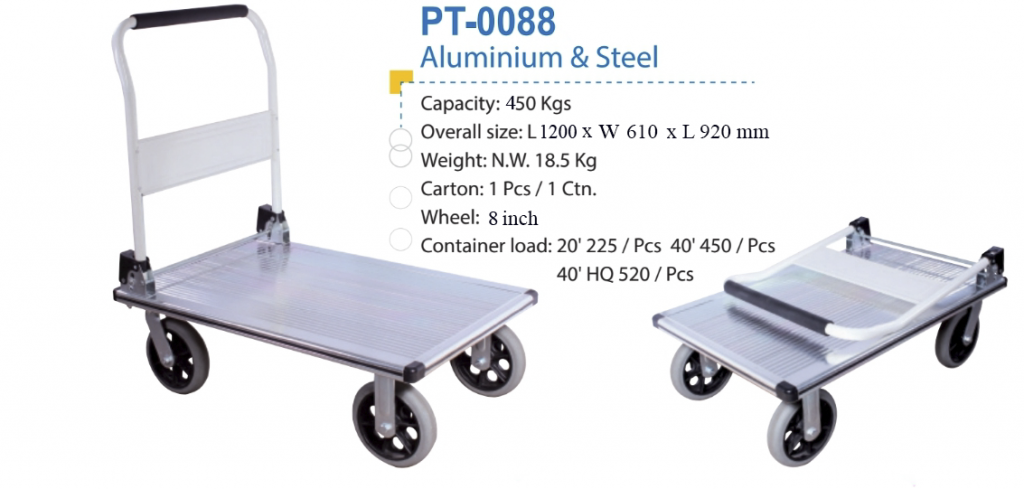 PT-0088
Aluminium & Steel
Capacity: 450 Kgs
Overall size: L 1200 x W 610 x L 920 mm
Weight: N.W. 18.5 Kg
Carton: 1 Pcs / 1 Ctn.
Wheel: 8 inch
Container load: 20' 225 / Pcs 40' 450 / Pcs
40' HQ 520 / Pcs